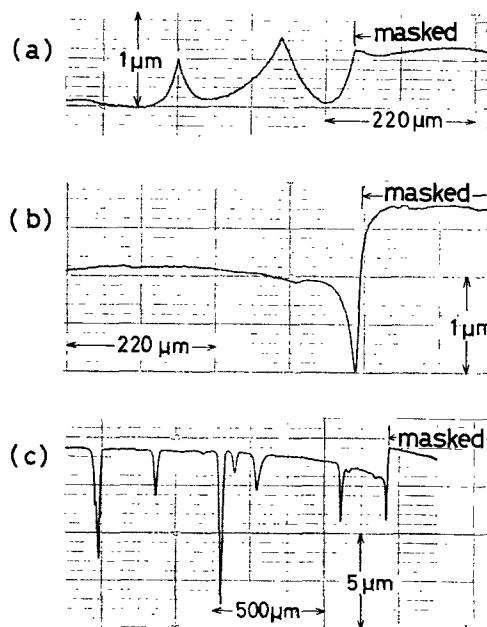 (a)
1μm
masked
220μm
(b)
masked
220 μm
1μm
(c)
masked
500μm
5μm